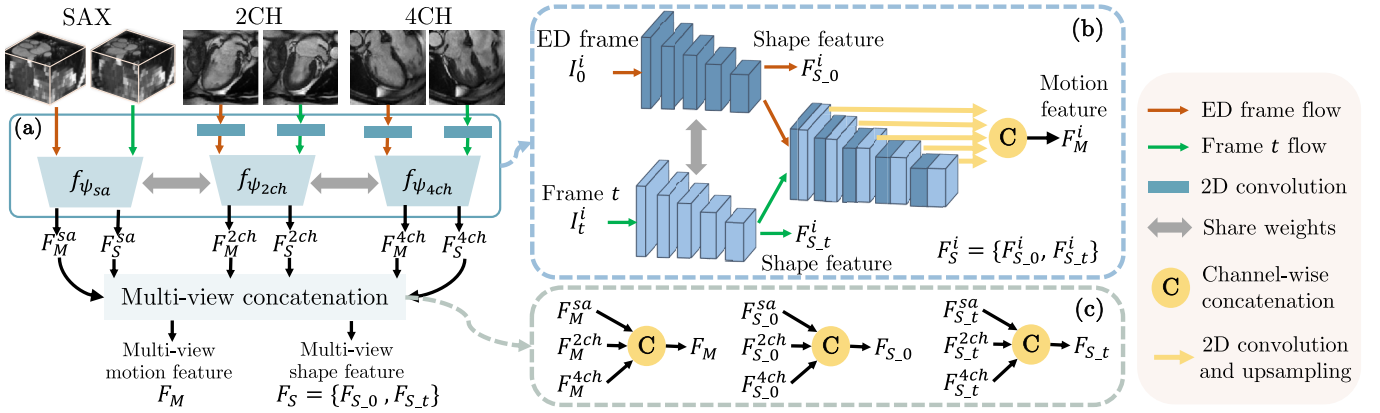 SAX
2CH
4CH
(a)
f_{ψ_{sa}}
f_{ψ_{2ch}}
f_{ψ_{4ch}}
F_M^{sa}
F_S^{sa}
F_M^{2ch}
F_S^{2ch}
F_M^{4ch}
F_S^{4ch}
Multi-view concatenation
Multi-view
motion feature
F_M
Multi-view
shape feature
F_S = {F_{S_0} , F_{S_t}}
(b)
ED frame
I_0^i
Shape feature
F_{S_0}^i
Motion
feature
C
F_M^i
Frame t
I_t^i
F_{S_t}^i
Shape feature
F_S^i = {F_{S_0}^i, F_{S_t}^i}
(c)
F_M^{sa}
F_M^{2ch}
F_M^{4ch}
C
F_M
F_{S_0}^{sa}
F_{S_0}^{2ch}
F_{S_0}^{4ch}
C
F_{S_0}
F_{S_t}^{sa}
F_{S_t}^{2ch}
F_{S_t}^{4ch}
C
F_{S_t}
ED frame flow
Frame t flow
2D convolution
Share weights
C
Channel-wise
concatenation
2D convolution
and upsampling